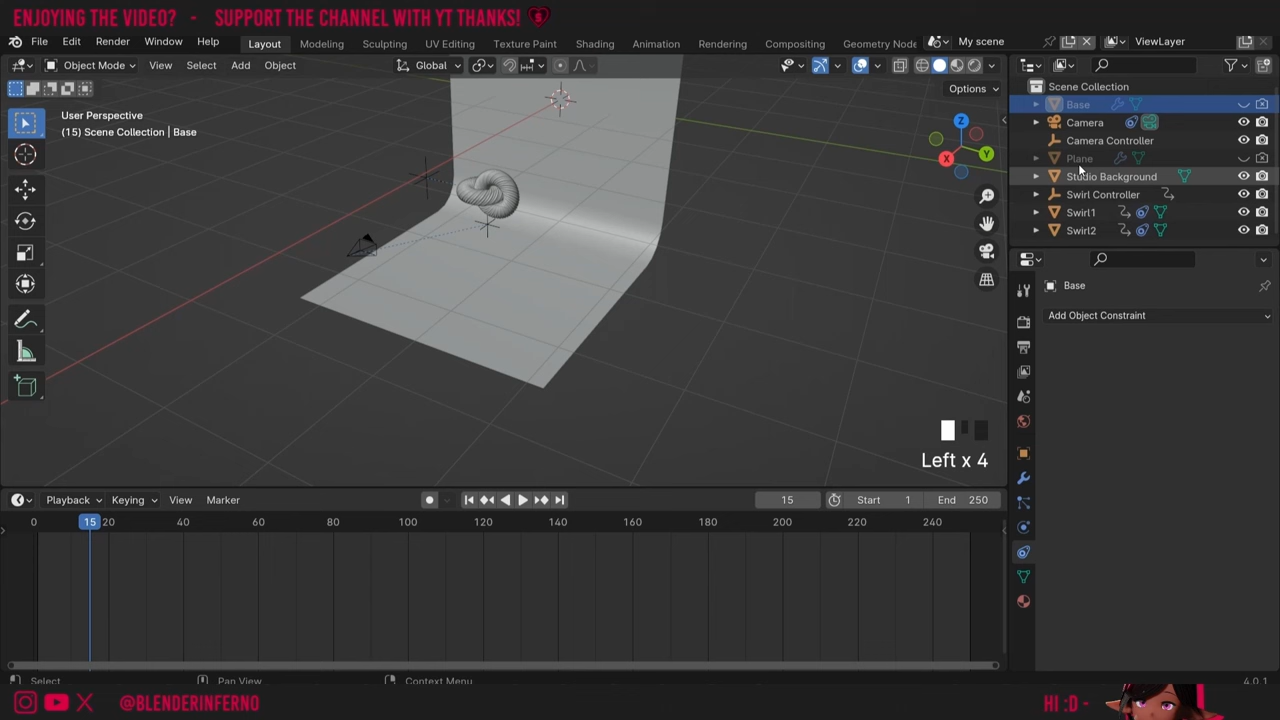 ENJOYING THE VIDEO? - SUPPORT THE CHANNEL WITH YT THANKS!
File Edit Render Window Help Layout Modeling Sculpting UV Editing Texture Paint Shading Animation Rendering Compositing Geometry Node My scene ViewLayer
Object Mode View Select Add Object Global
Options
User Perspective
(15) Scene Collection | Base
Z
Y
X
Left x 4
Scene Collection
Base
Camera
Camera Controller
Plane
Studio Background
Swirl Controller
Swirl1
Swirl2
Base
Add Object Constraint
Playback Keying View Marker 15 Start 1 End 250
0 15 20 40 60 80 100 120 140 160 180 200 220 240
Select Pan View Context Menu 4.0.1
@BLENDERINFERNO HI :D -